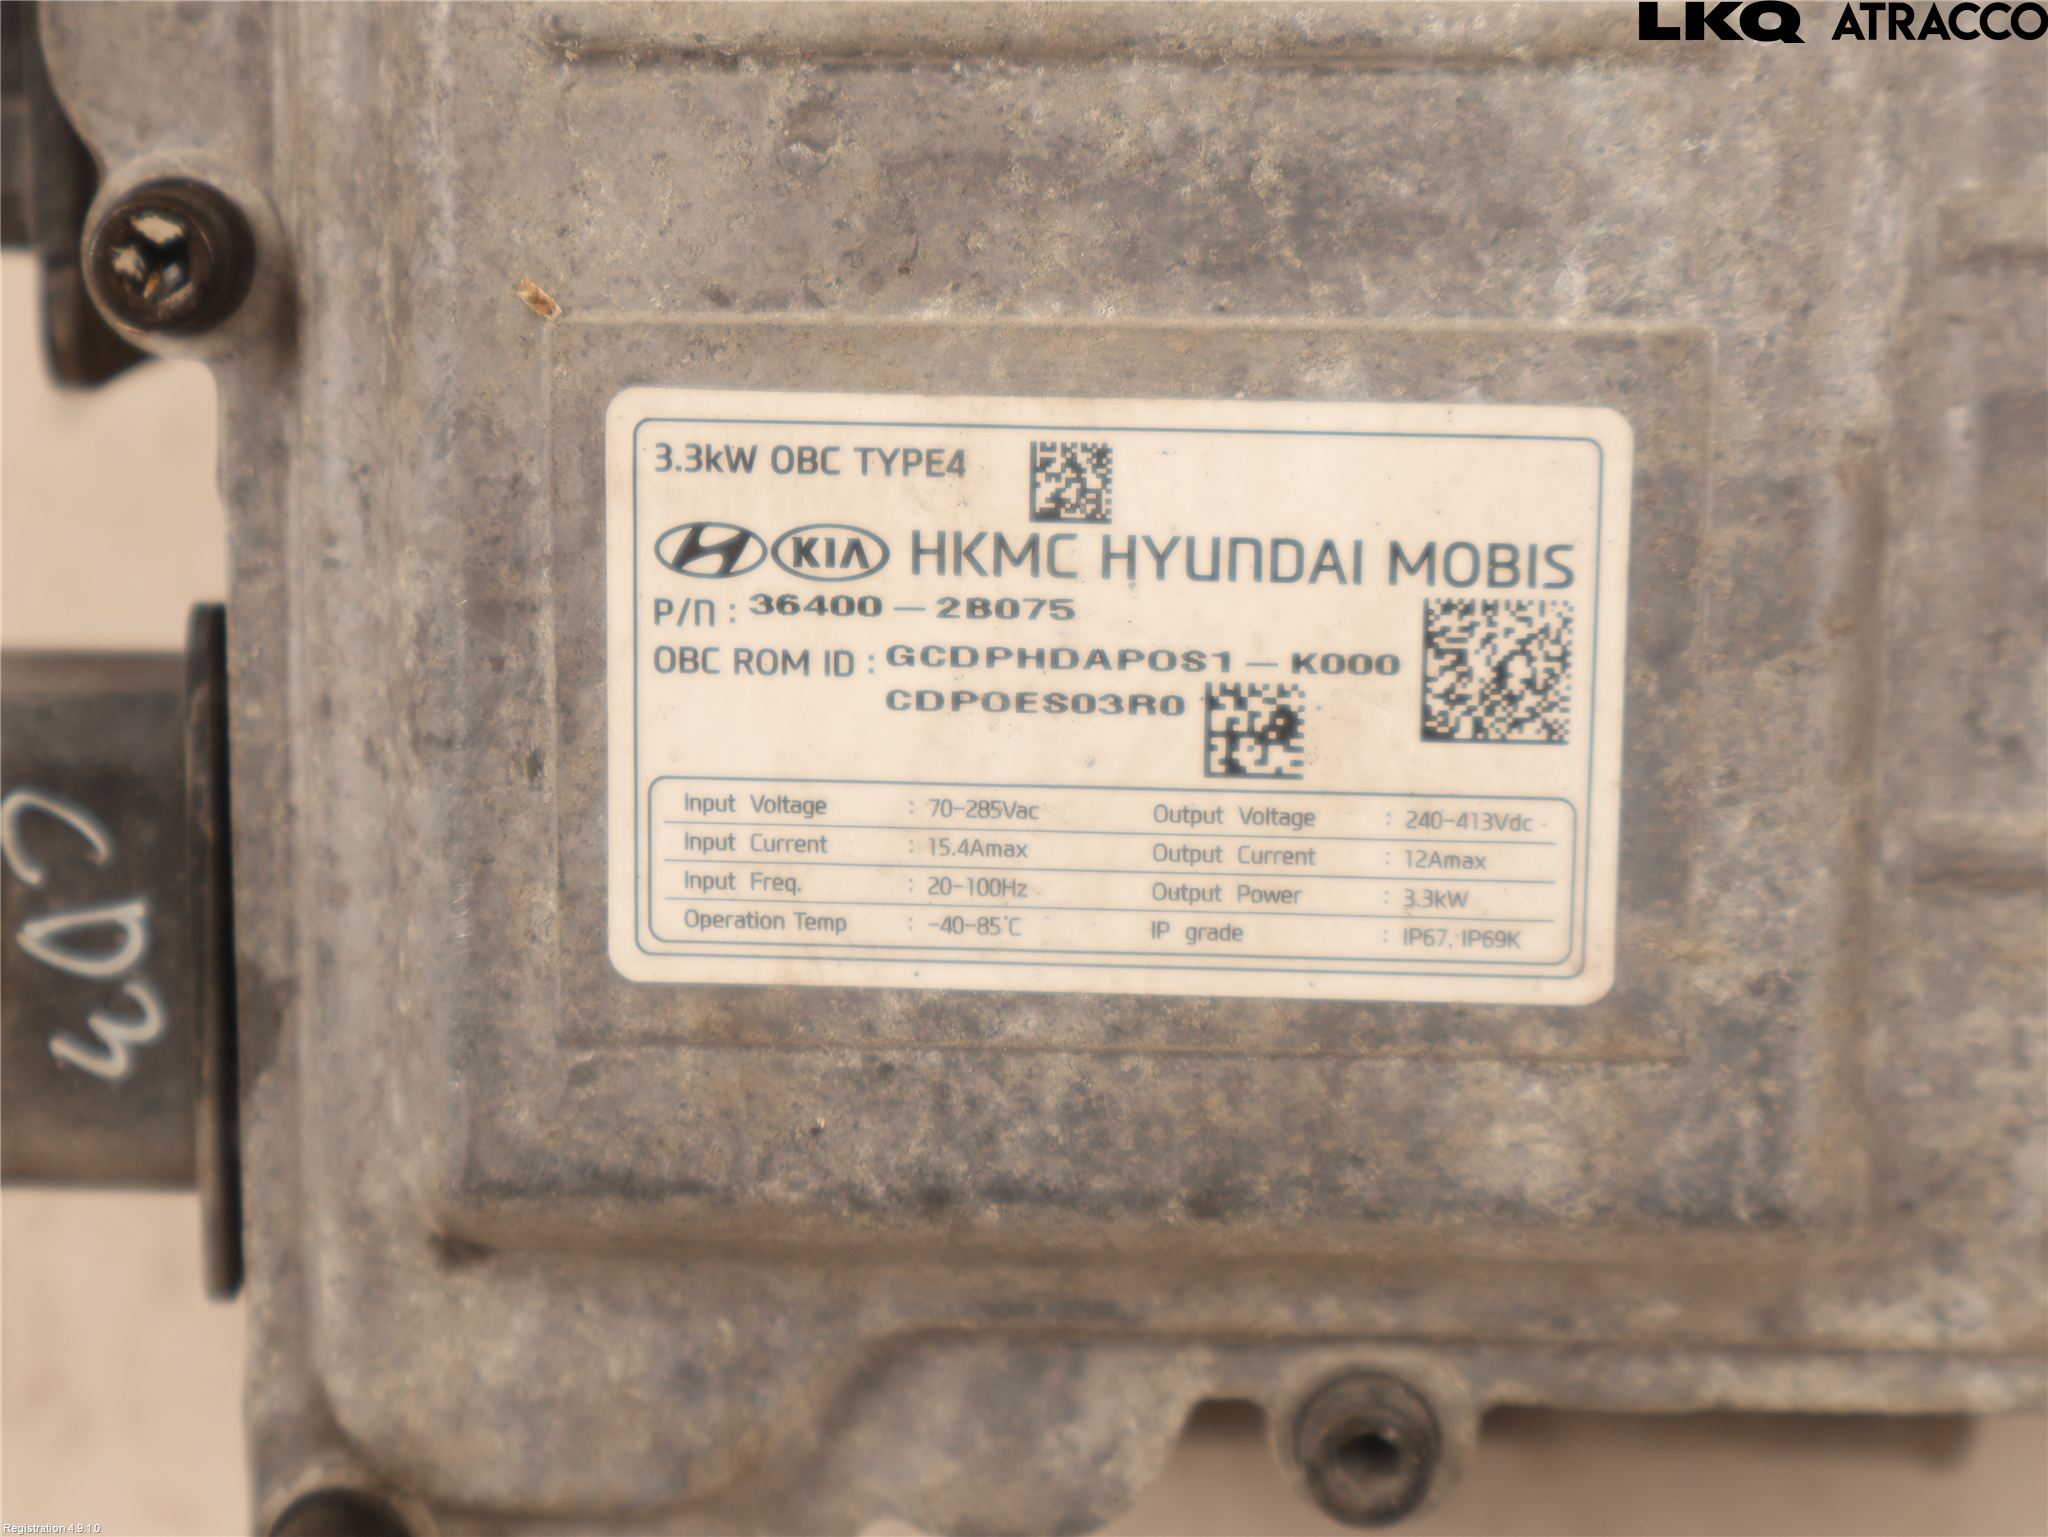 LKQ ATRACCO
3.3kW OBC TYPE4
KIA HKMC HYUNDAI MOBIS
P/N : 36400 - 2B075
OBC ROM ID : GCDPHDAPOS1 - K000
CDPOES03R0
Input Voltage : 70-285Vac Output Voltage : 240-413Vdc
Input Current : 15.4Amax Output Current : 12Amax
Input Freq. : 20-100Hz Output Power : 3.3kW
Operation Temp : -40-85°C IP grade : IP67, IP69K
Registration 4.9.1.0